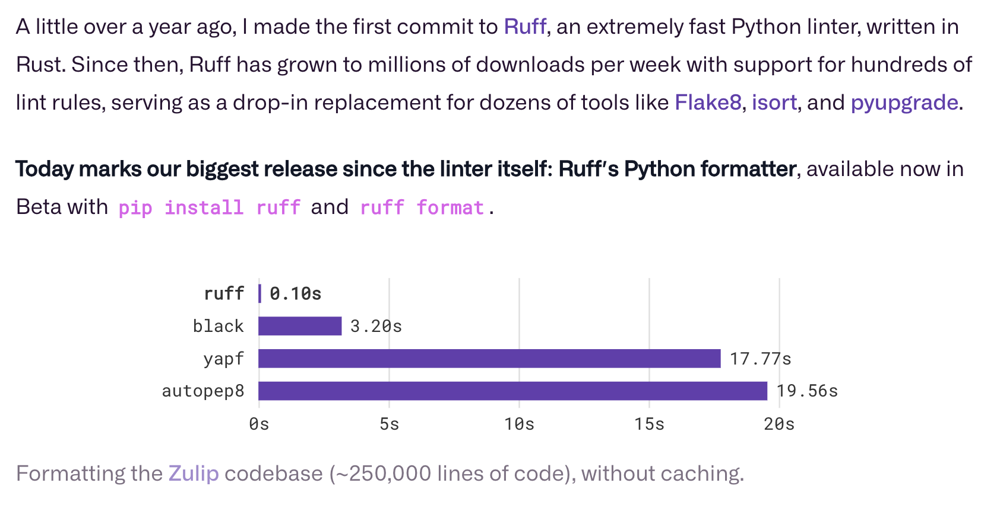 A little over a year ago, I made the first commit to Ruff, an extremely fast Python linter, written in
Rust. Since then, Ruff has grown to millions of downloads per week with support for hundreds of
lint rules, serving as a drop-in replacement for dozens of tools like Flake8, isort, and pyupgrade.
Today marks our biggest release since the linter itself: Ruff's Python formatter, available now in
Beta with pip install ruff and ruff format.
ruff 0.10s
black 3.20s
yapf 17.77s
autopep8 19.56s
0s 5s 10s 15s 20s
Formatting the Zulip codebase (~250,000 lines of code), without caching.